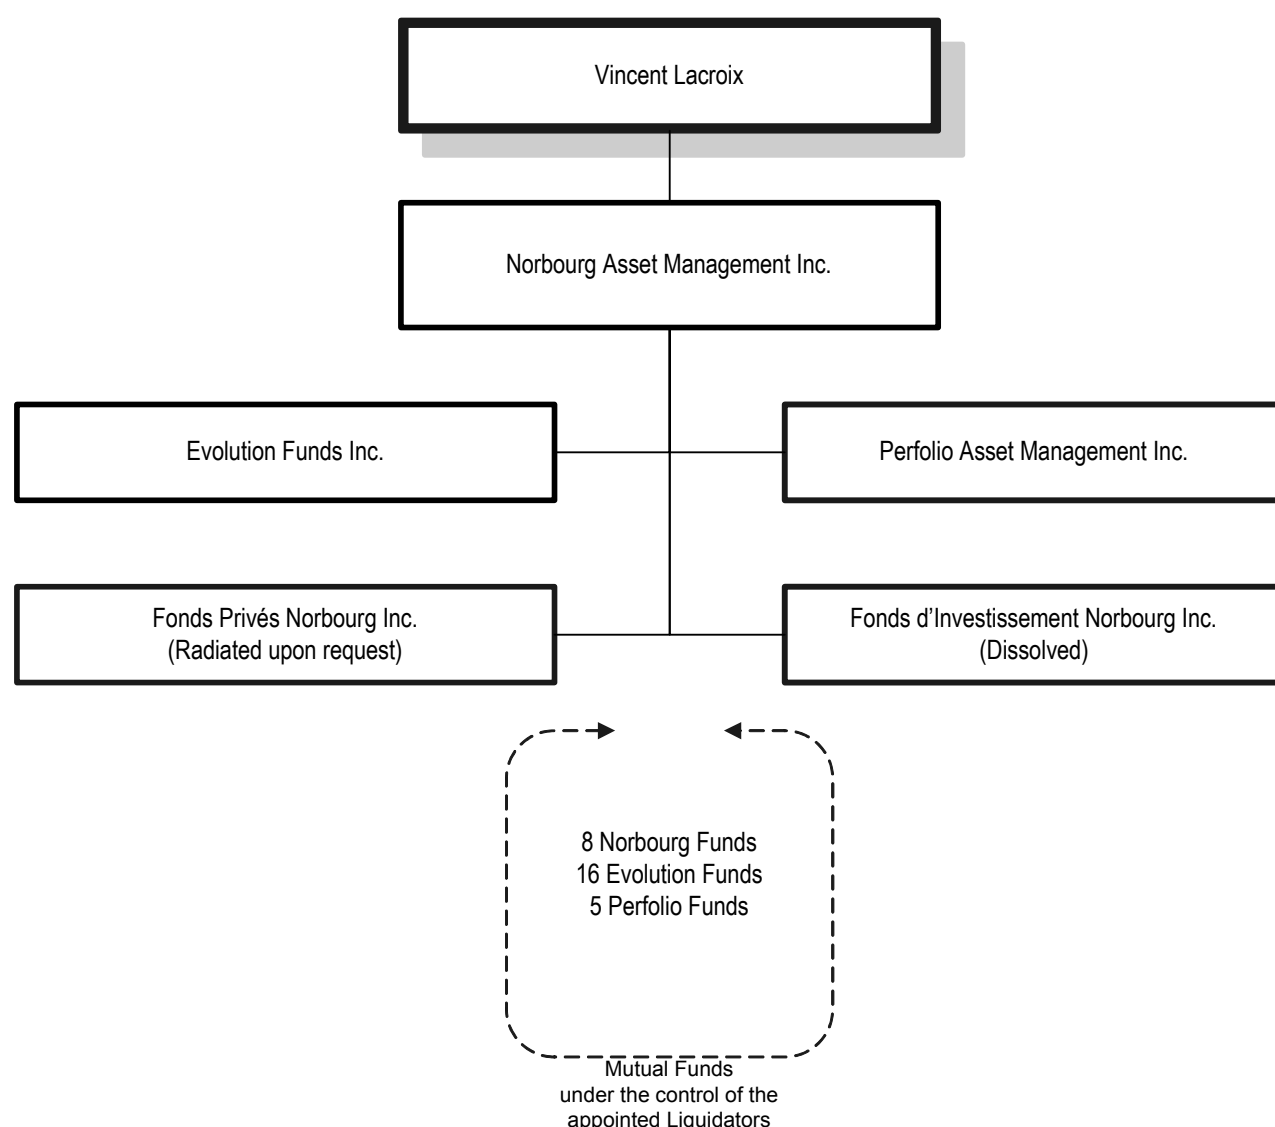 Vincent Lacroix
Norbourg Asset Management Inc.
Evolution Funds Inc.
Perfolio Asset Management Inc.
Fonds Privés Norbourg Inc.
(Radiated upon request)
Fonds d’Investissement Norbourg Inc.
(Dissolved)
8 Norbourg Funds
16 Evolution Funds
5 Perfolio Funds
Mutual Funds
under the control of the
appointed Liquidators